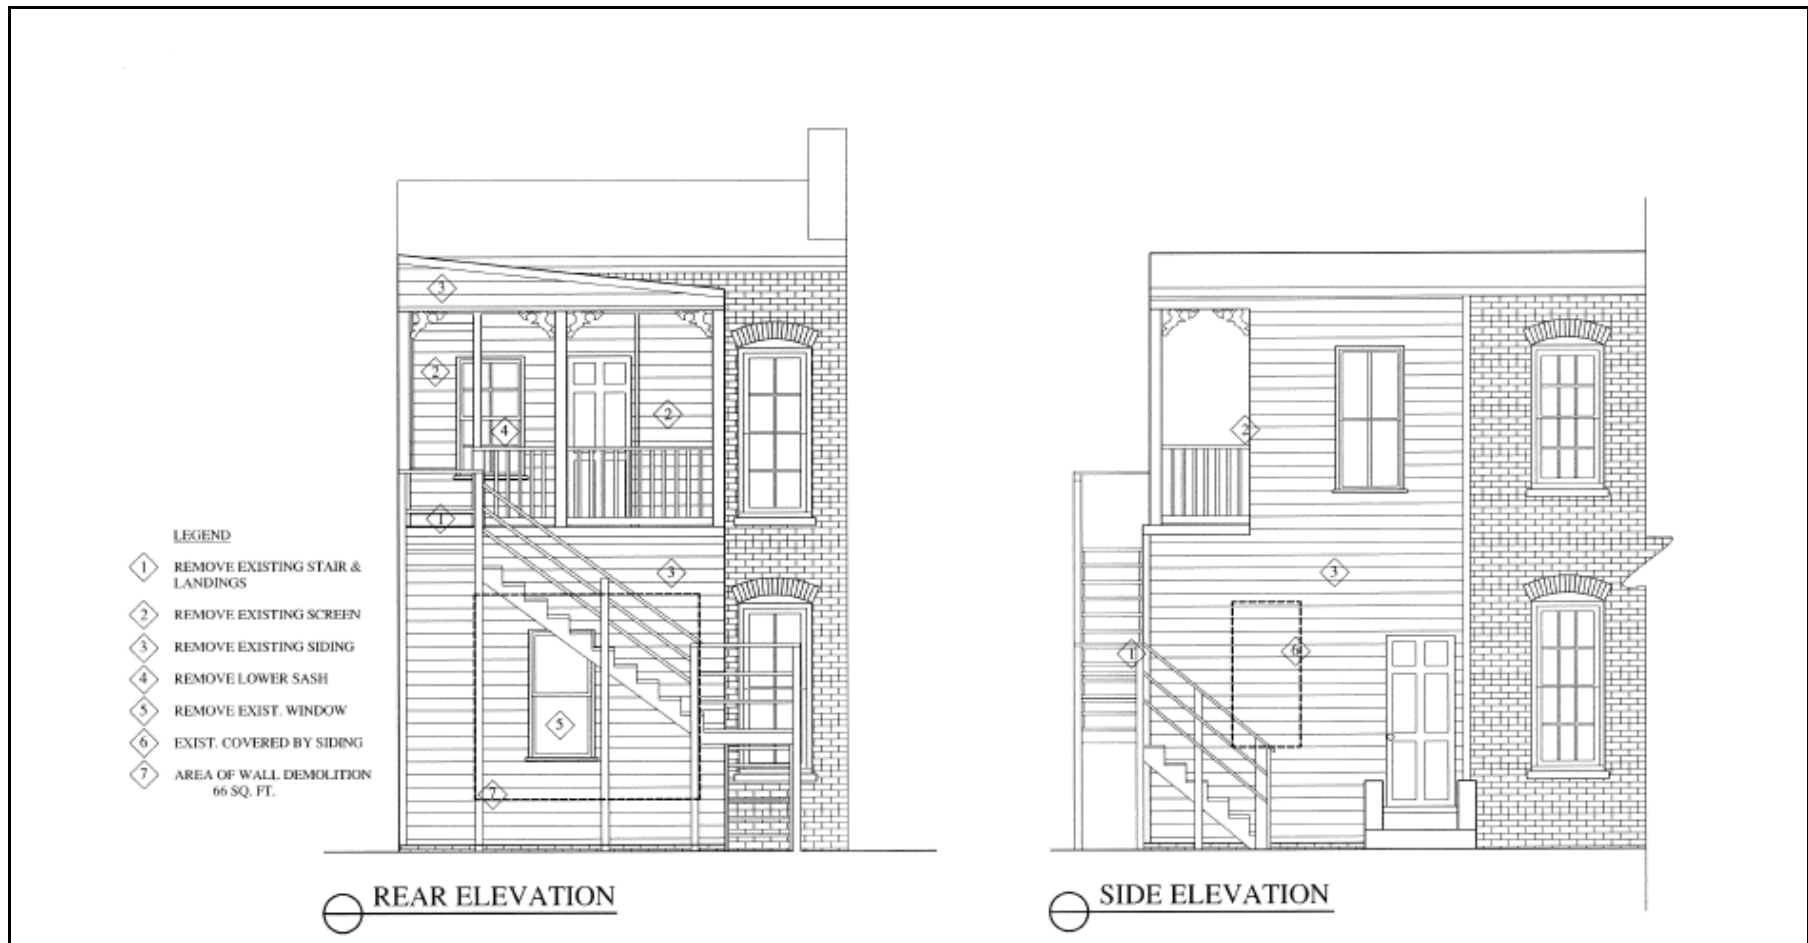 3
2
2
4
1
3
5
7
LEGEND
1 REMOVE EXISTING STAIR &
LANDINGS
2 REMOVE EXISTING SCREEN
3 REMOVE EXISTING SIDING
4 REMOVE LOWER SASH
5 REMOVE EXIST. WINDOW
6 EXIST. COVERED BY SIDING
7 AREA OF WALL DEMOLITION
66 SQ. FT.
REAR ELEVATION
2
3
1
6
SIDE ELEVATION